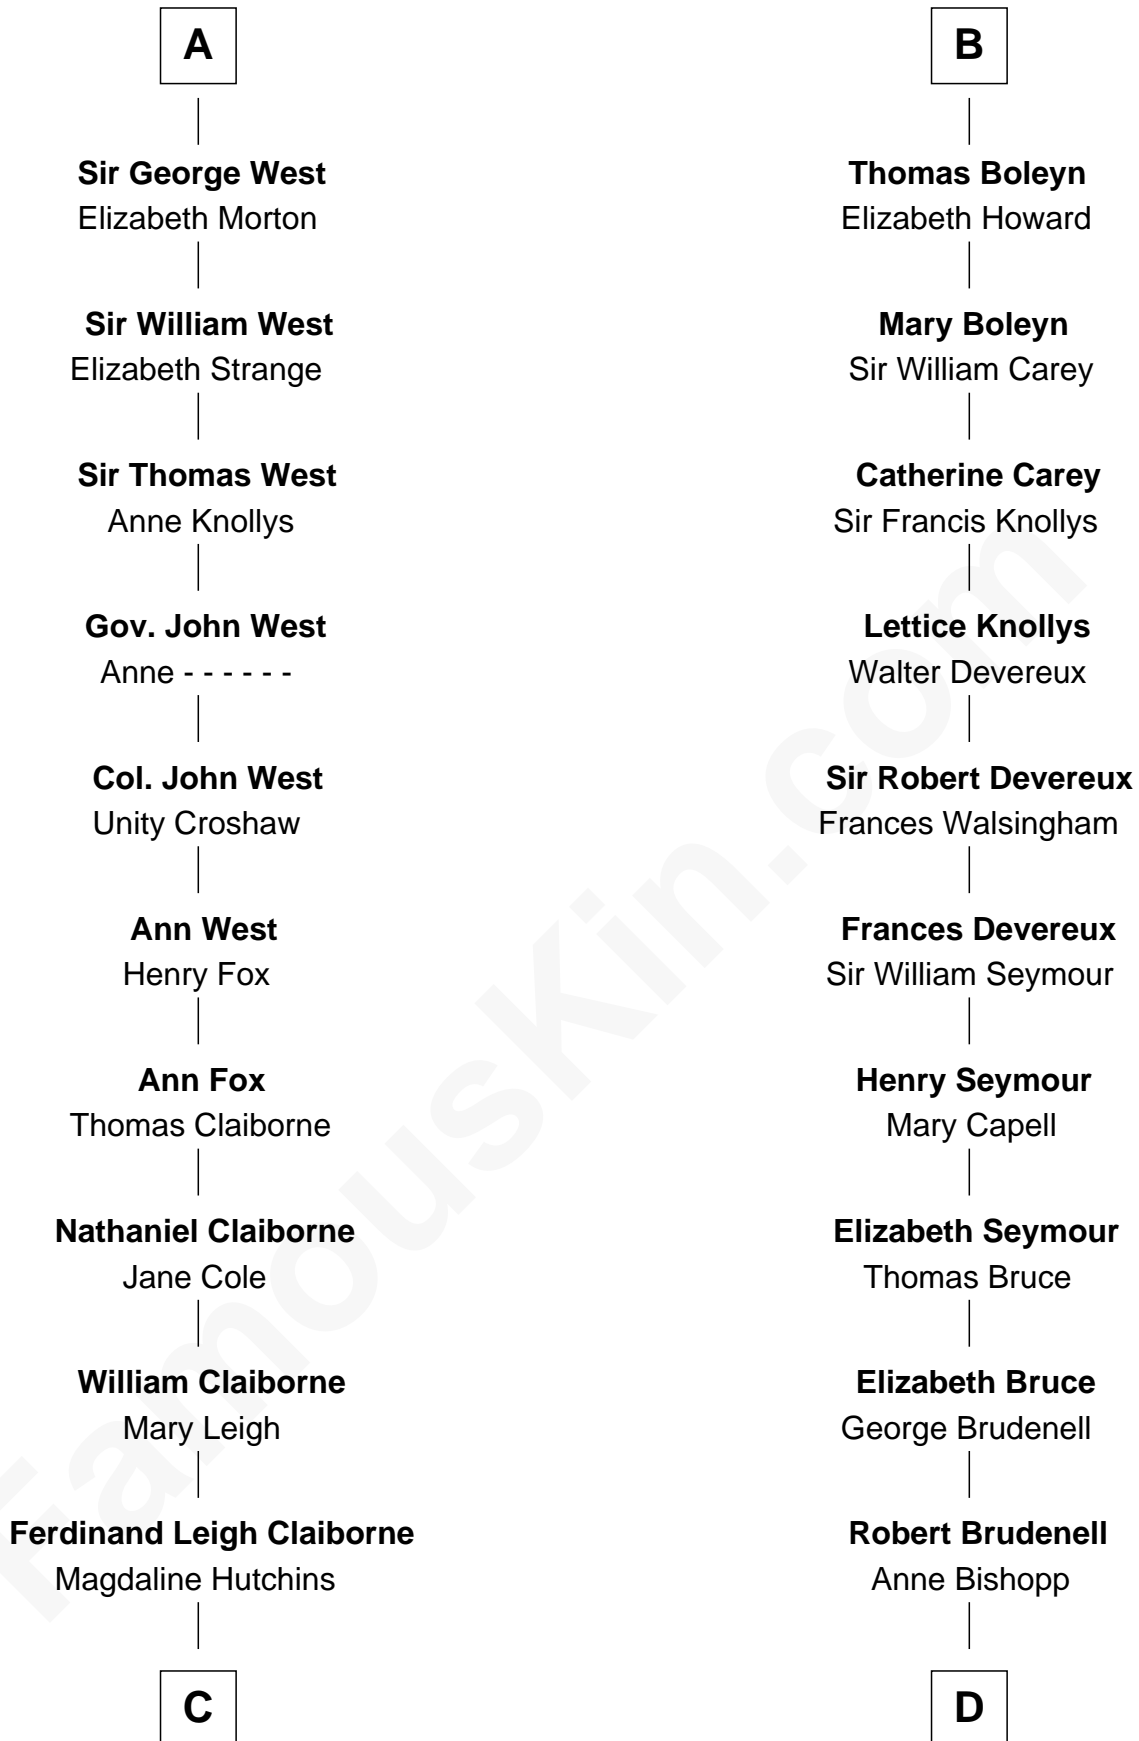 A
Sir George West
Elizabeth Morton
Sir William West
Elizabeth Strange
Sir Thomas West
Anne Knollys
Gov. John West
Anne - - - - - -
Col. John West
Unity Croshaw
Ann West
Henry Fox
Ann Fox
Thomas Claiborne
Nathaniel Claiborne
Jane Cole
William Claiborne
Mary Leigh
Ferdinand Leigh Claiborne
Magdaline Hutchins
C
B
Thomas Boleyn
Elizabeth Howard
Mary Boleyn
Sir William Carey
Catherine Carey
Sir Francis Knollys
Lettice Knollys
Walter Devereux
Sir Robert Devereux
Frances Walsingham
Frances Devereux
Sir William Seymour
Henry Seymour
Mary Capell
Elizabeth Seymour
Thomas Bruce
Elizabeth Bruce
George Brudenell
Robert Brudenell
Anne Bishopp
D
FamousKin.com